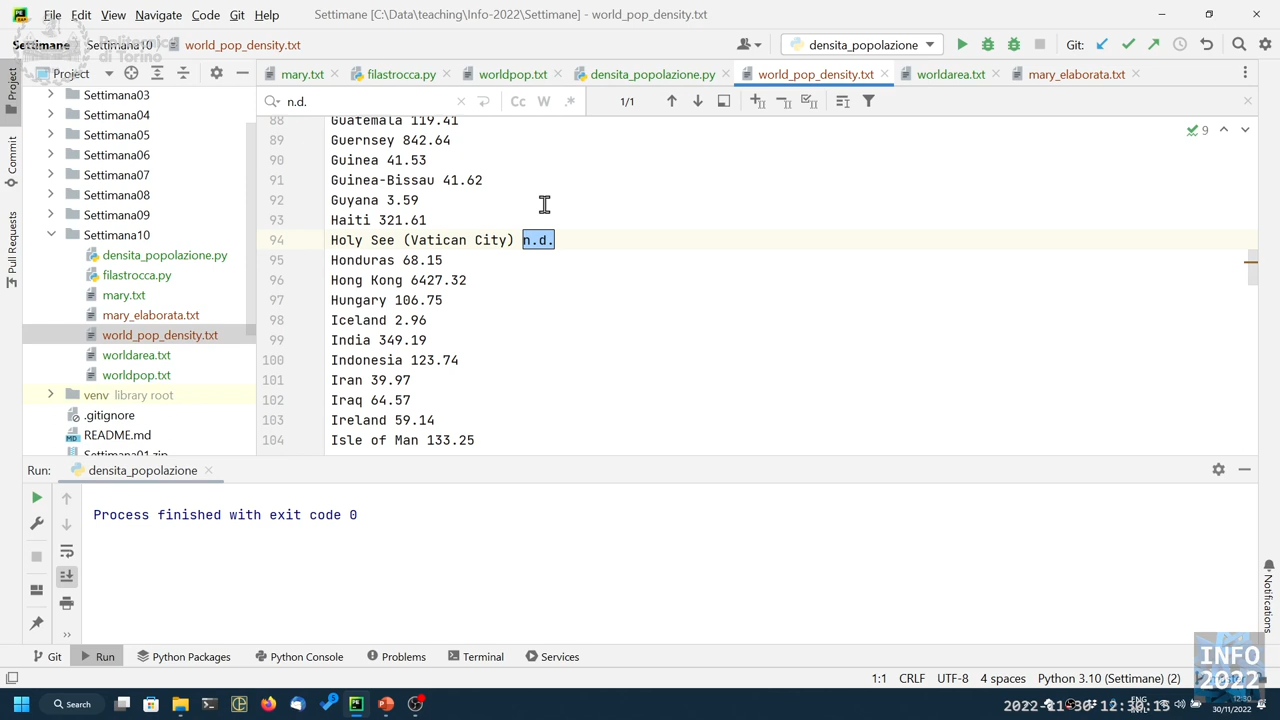 File Edit View Navigate Code Git Help Settimane [C:\Data\teaching\Info-2022\Settimane] - world_pop_density.txt
Settimane Settimana10 world_pop_density.txt densita_popolazione Git:
Politecnico
di Torino
Project mary.txt filastrocca.py worldpop.txt densita_popolazione.py world_pop_density.txt worldarea.txt mary_elaborata.txt
Project
Commit
Pull Requests
Settimana03
Settimana04
Settimana05
Settimana06
Settimana07
Settimana08
Settimana09
Settimana10
densita_popolazione.py
filastrocca.py
mary.txt
mary_elaborata.txt
world_pop_density.txt
worldarea.txt
worldpop.txt
venv library root
.gitignore
README.md
Settimana01.zip
n.d. Cc W .* 1/1
9
88 Guatemala 119.41
89 Guernsey 842.64
90 Guinea 41.53
91 Guinea-Bissau 41.62
92 Guyana 3.59
93 Haiti 321.61
94 Holy See (Vatican City) n.d.
95 Honduras 68.15
96 Hong Kong 6427.32
97 Hungary 106.75
98 Iceland 2.96
99 India 349.19
100 Indonesia 123.74
101 Iran 39.97
102 Iraq 64.57
103 Ireland 59.14
104 Isle of Man 133.25
Run: densita_popolazione
Process finished with exit code 0
Notifications
Git Run Python Packages Python Console Problems Terminal Services
1:1 CRLF UTF-8 4 spaces Python 3.10 (Settimane) (2)
INFO
2022
Search
ENG
12:30
30/11/2022